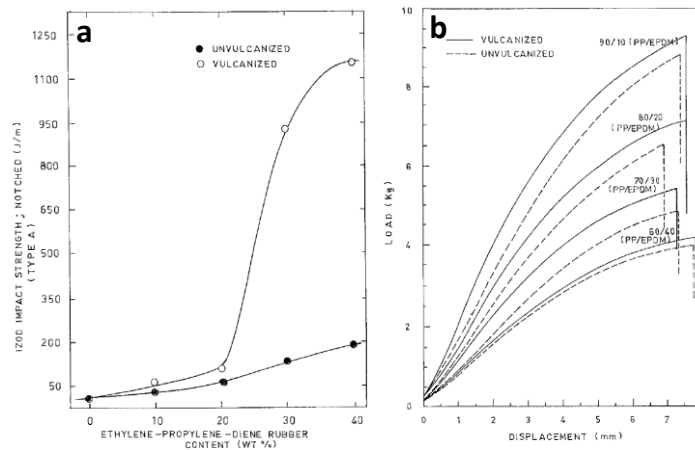 a
UNVULCANIZED
VULCANIZED
1250
1150
950
800
650
500
350
200
50
0
10
20
30
40
IZOD IMPACT STRENGTH; NOTCHED (J/m)
(TYPE A)
ETHYLENE-PROPYLENE-DIENE RUBBER
CONTENT (WT %)
b
VULCANIZED
UNVULCANIZED
90/10 (PP/EPDM)
80/20
(PP/EPDM)
70/30
(PP/EPDM)
60/40
(PP/EPDM)
10
8
6
4
2
0
0
1
2
3
4
5
6
7
LOAD (Kg)
DISPLACEMENT (mm)